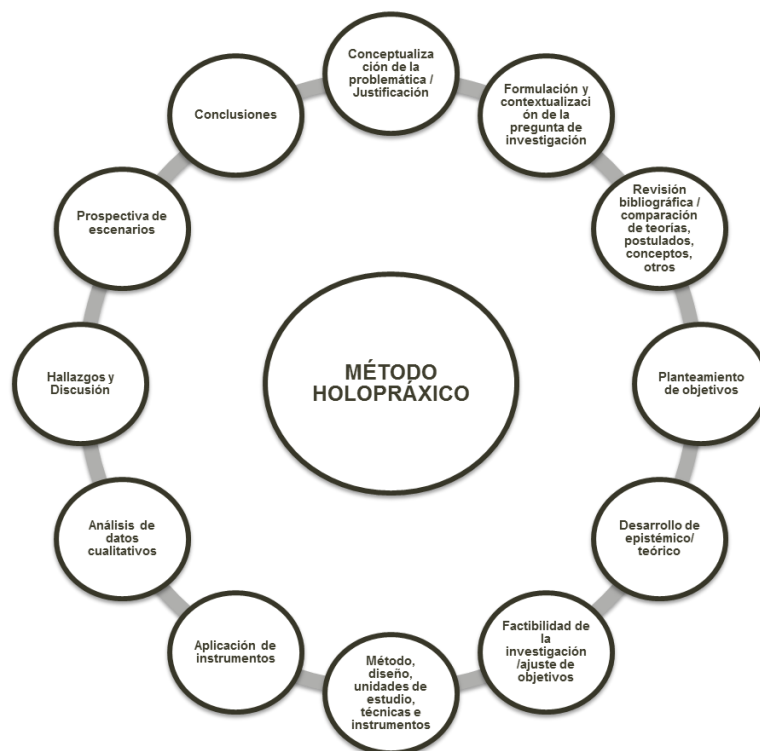 Conceptualiza
ción de la
problemática /
Justificación
Formulación y
contextualizaci
ón de la
pregunta de
investigación
Revisión
bibliográfica /
comparación
de teorías,
postulados,
conceptos,
otros
Planteamiento
de objetivos
Desarrollo de
epistémico/
teórico
Factibilidad de
la
investigación
/ajuste de
objetivos
Método,
diseño,
unidades de
estudio,
técnicas e
instrumentos
Aplicación de
instrumentos
Análisis de
datos
cualitativos
Hallazgos y
Discusión
Prospectiva de
escenarios
Conclusiones
MÉTODO
HOLOPRÁXICO